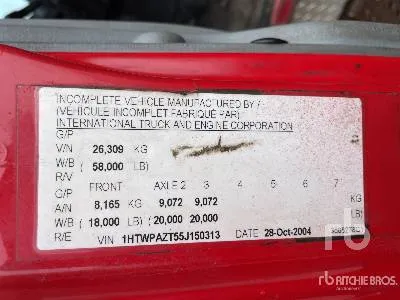 INCOMPLETE VEHICLE MANUFACTURED BY /
(VEHICULE INCOMPLET FABRIQUE PAR)
INTERNATIONAL TRUCK AND ENGINE CORPORATION
G/P
V/N 26,309 KG
W/B ( 58,000 LB)
R/V
G/P FRONT AXLE 2 3 4 5 6 7
A/N 8,165 KG 9,072 9,072 KG
W/B ( 18,000 LB) ( 20,000 20,000 LB)
R/E VIN 1HTWPAZT55J150313 DATE 28-Oct-2004
rb
RITCHIE BROS.